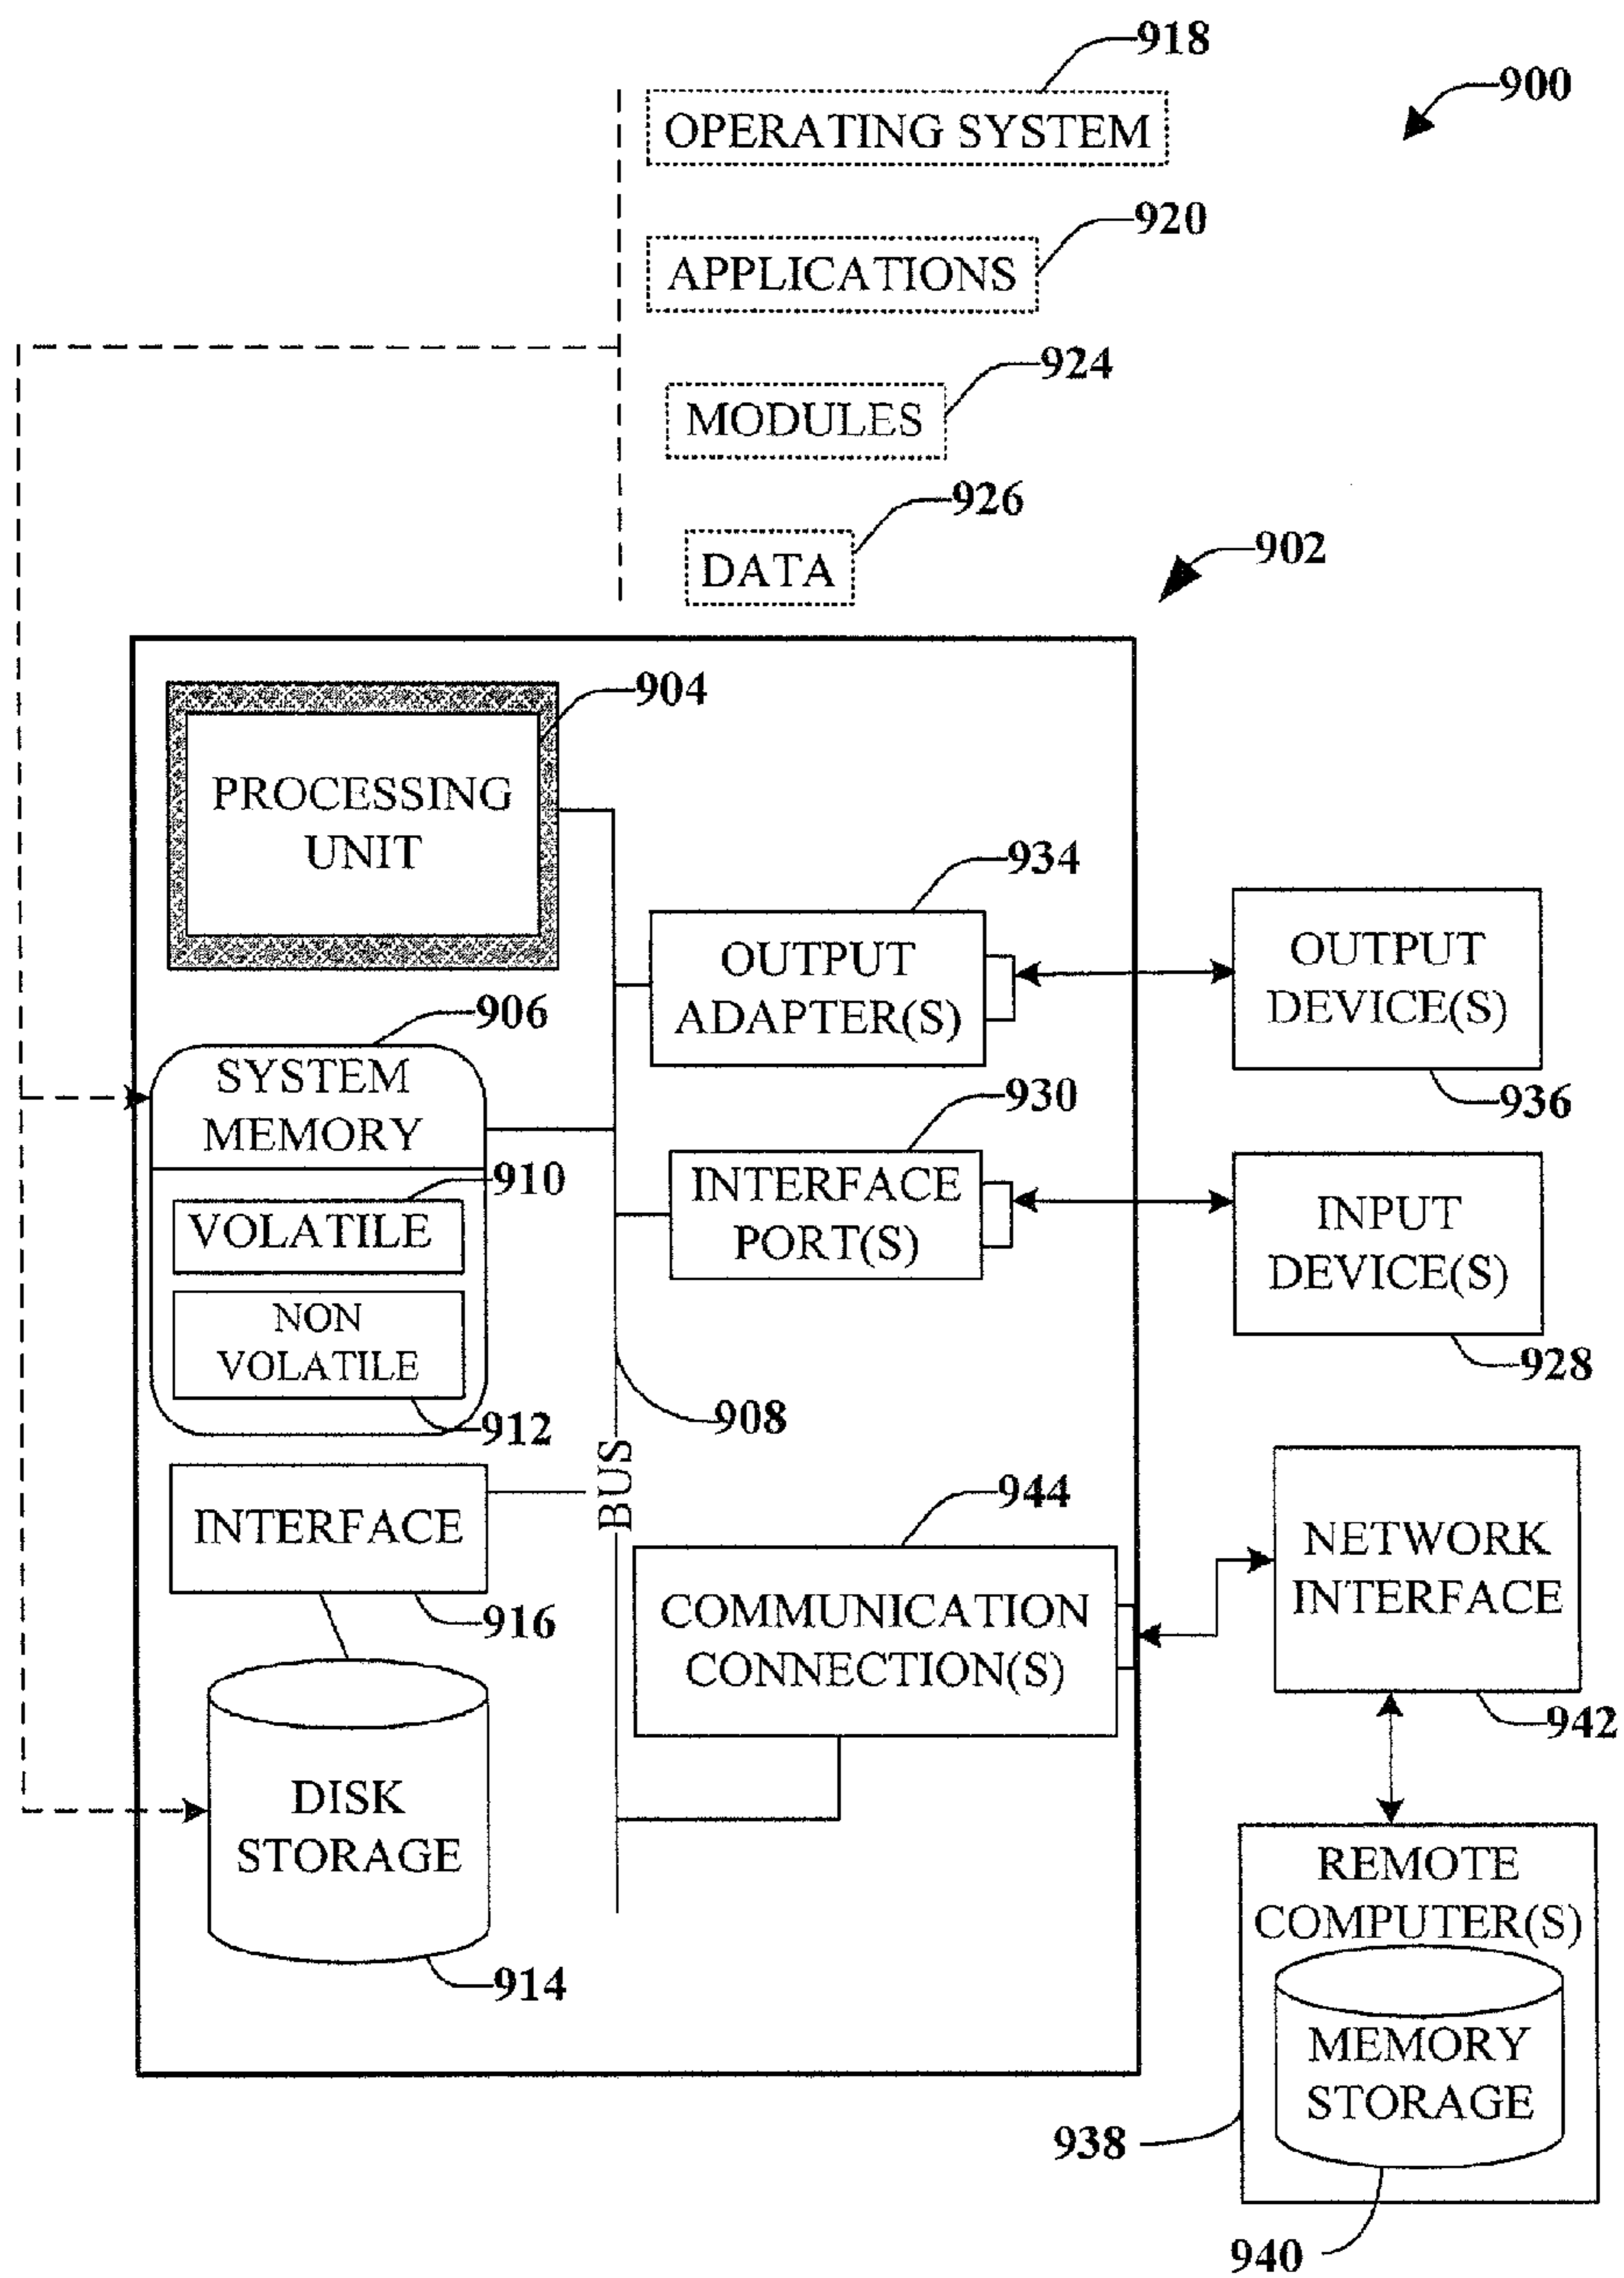 918
900
OPERATING SYSTEM
920
APPLICATIONS
924
MODULES
926
902
DATA
904
PROCESSING
UNIT
934
OUTPUT
ADAPTER(S)
OUTPUT
DEVICE(S)
936
906
SYSTEM
MEMORY
910
VOLATILE
NON
VOLATILE
912
930
INTERFACE
PORT(S)
INPUT
DEVICE(S)
928
908
BUS
INTERFACE
916
944
COMMUNICATION
CONNECTION(S)
NETWORK
INTERFACE
942
DISK
STORAGE
914
REMOTE
COMPUTER(S)
MEMORY
STORAGE
938
940